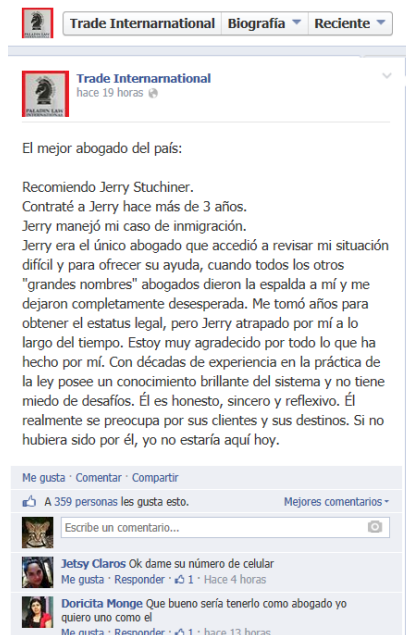 Trade Internarnational Biografía Reciente
PALADIN LAW
INTERNATIONAL
Trade Internarnational
hace 19 horas
El mejor abogado del país:
Recomiendo Jerry Stuchiner.
Contraté a Jerry hace más de 3 años.
Jerry manejó mi caso de inmigración.
Jerry era el único abogado que accedió a revisar mi situación
difícil y para ofrecer su ayuda, cuando todos los otros
"grandes nombres" abogados dieron la espalda a mí y me
dejaron completamente desesperada. Me tomó años para
obtener el estatus legal, pero Jerry atrapado por mí a lo
largo del tiempo. Estoy muy agradecido por todo lo que ha
hecho por mí. Con décadas de experiencia en la práctica de
la ley posee un conocimiento brillante del sistema y no tiene
miedo de desafíos. Él es honesto, sincero y reflexivo. Él
realmente se preocupa por sus clientes y sus destinos. Si no
hubiera sido por él, yo no estaría aquí hoy.
Me gusta · Comentar · Compartir
A 359 personas les gusta esto. Mejores comentarios
Escribe un comentario...
Jetsy Claros Ok dame su número de celular
Me gusta · Responder · 1 · Hace 4 horas
Doricita Monge Que bueno sería tenerlo como abogado yo
quiero uno como el
Me gusta · Responder · 1 · hace 13 horas